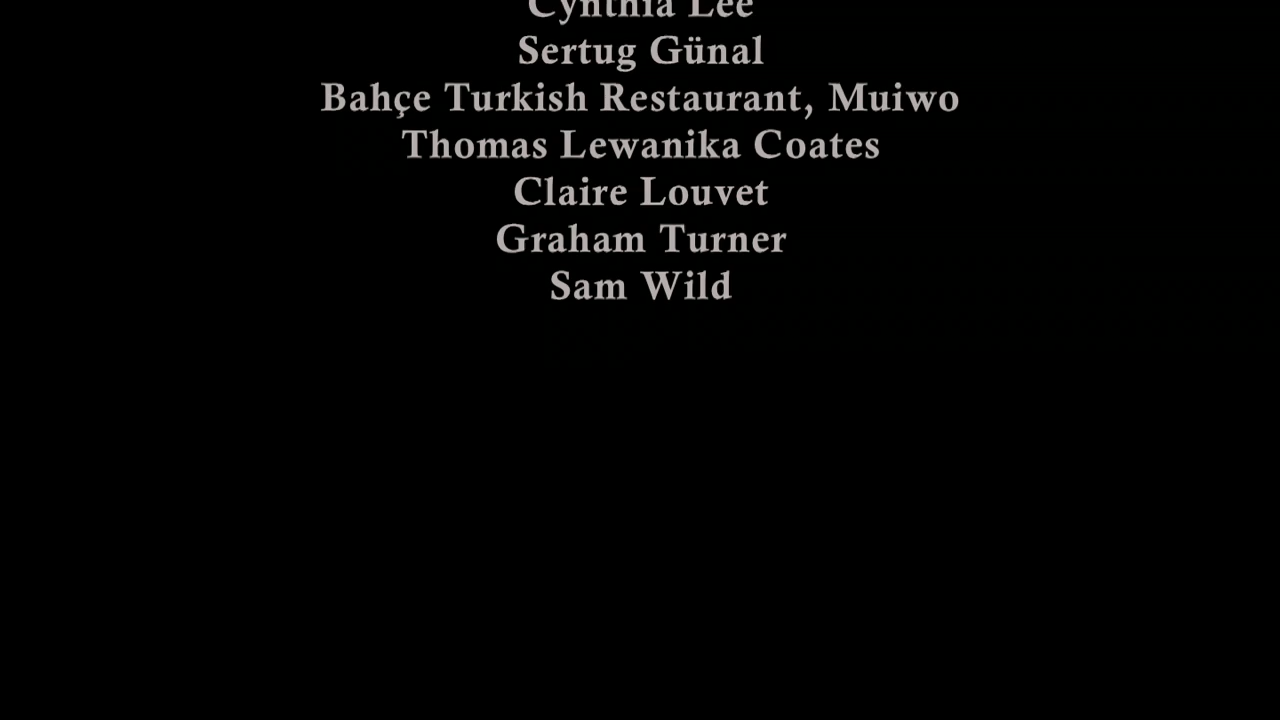 Cynthia Lee
Sertug Günal
Bahçe Turkish Restaurant, Muiwo
Thomas Lewanika Coates
Claire Louvet
Graham Turner
Sam Wild